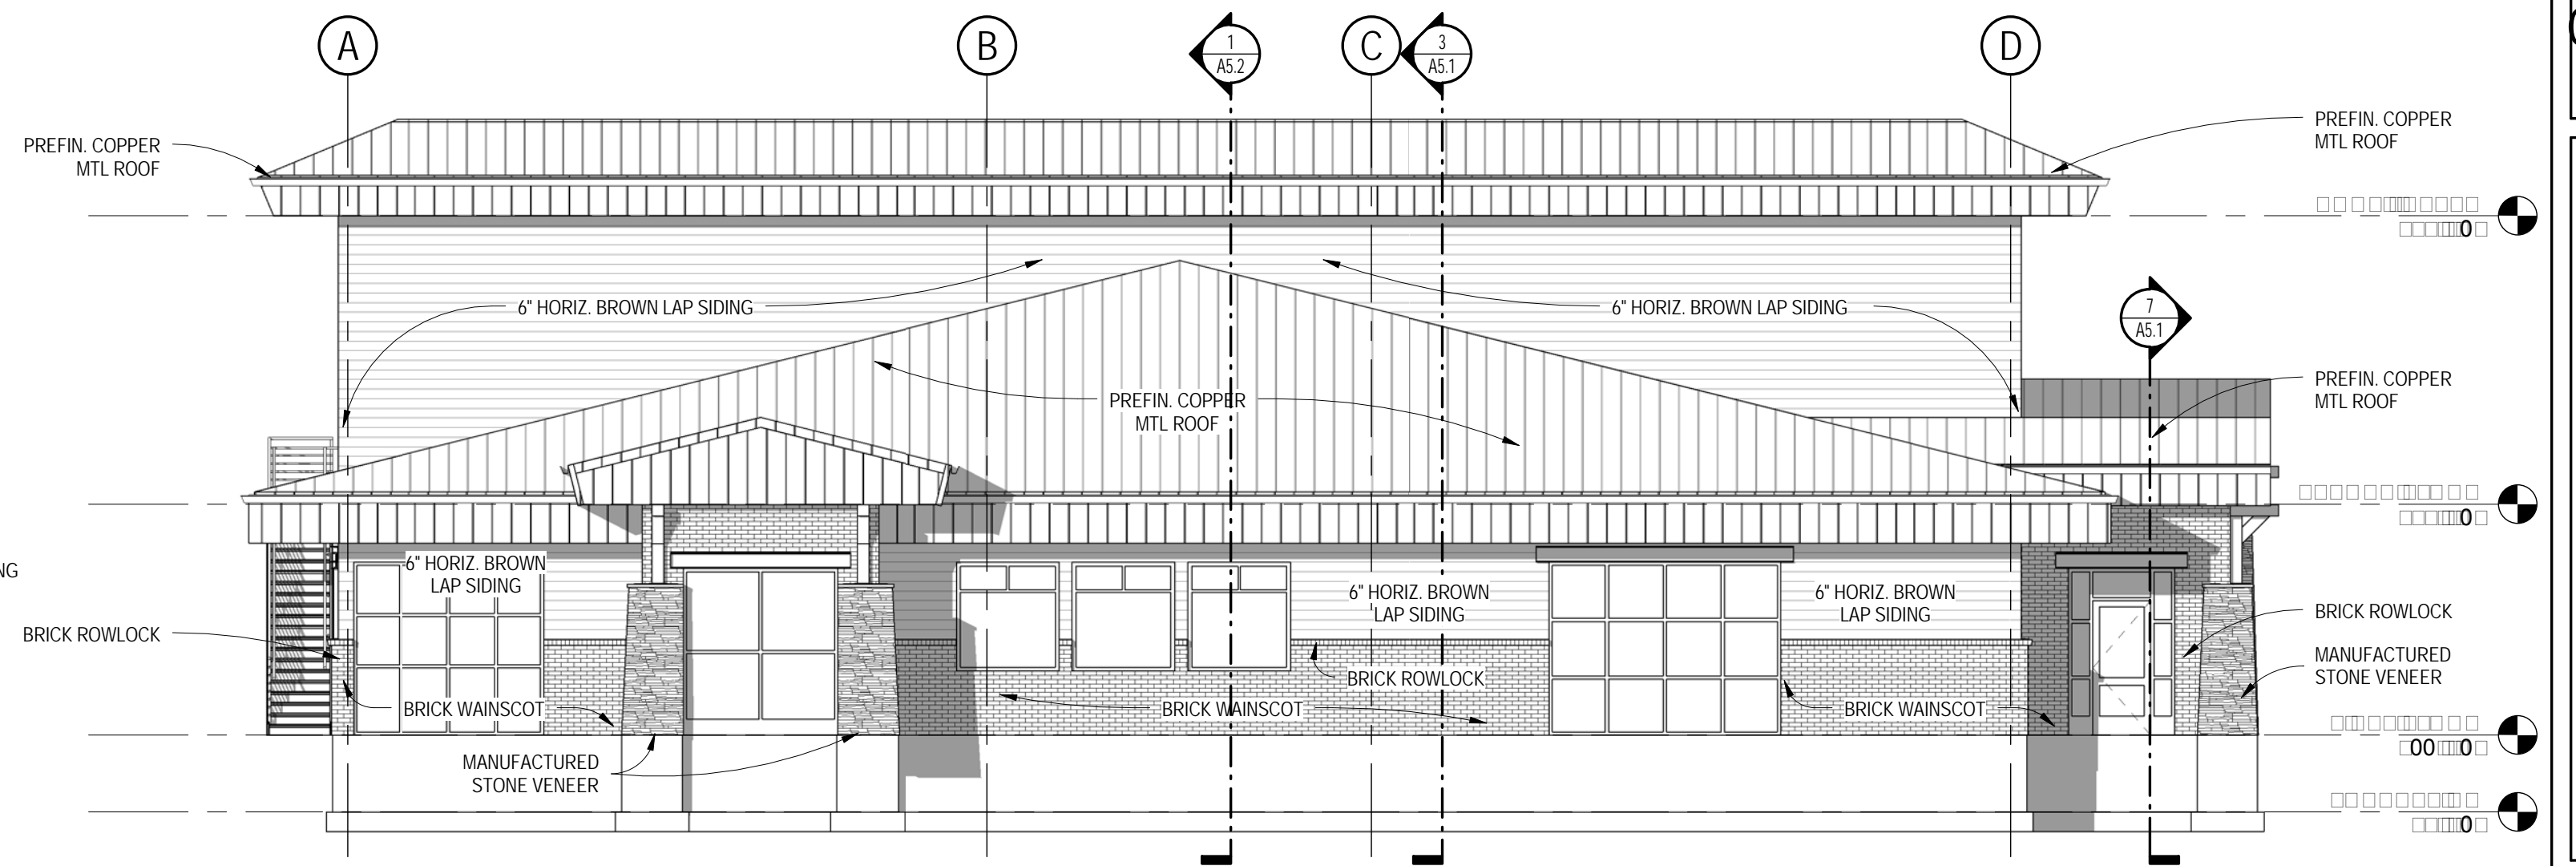 A
B
1
A5.2
C
3
A5.1
D
PREFIN. COPPER
MTL ROOF
PREFIN. COPPER
MTL ROOF
6" HORIZ. BROWN LAP SIDING
6" HORIZ. BROWN LAP SIDING
7
A5.1
PREFIN. COPPER
MTL ROOF
PREFIN. COPPER
MTL ROOF
6" HORIZ. BROWN
LAP SIDING
6" HORIZ. BROWN
LAP SIDING
6" HORIZ. BROWN
LAP SIDING
NG
BRICK ROWLOCK
BRICK ROWLOCK
BRICK ROWLOCK
MANUFACTURED
STONE VENEER
BRICK WAINSCOT
BRICK WAINSCOT
BRICK WAINSCOT
MANUFACTURED
STONE VENEER